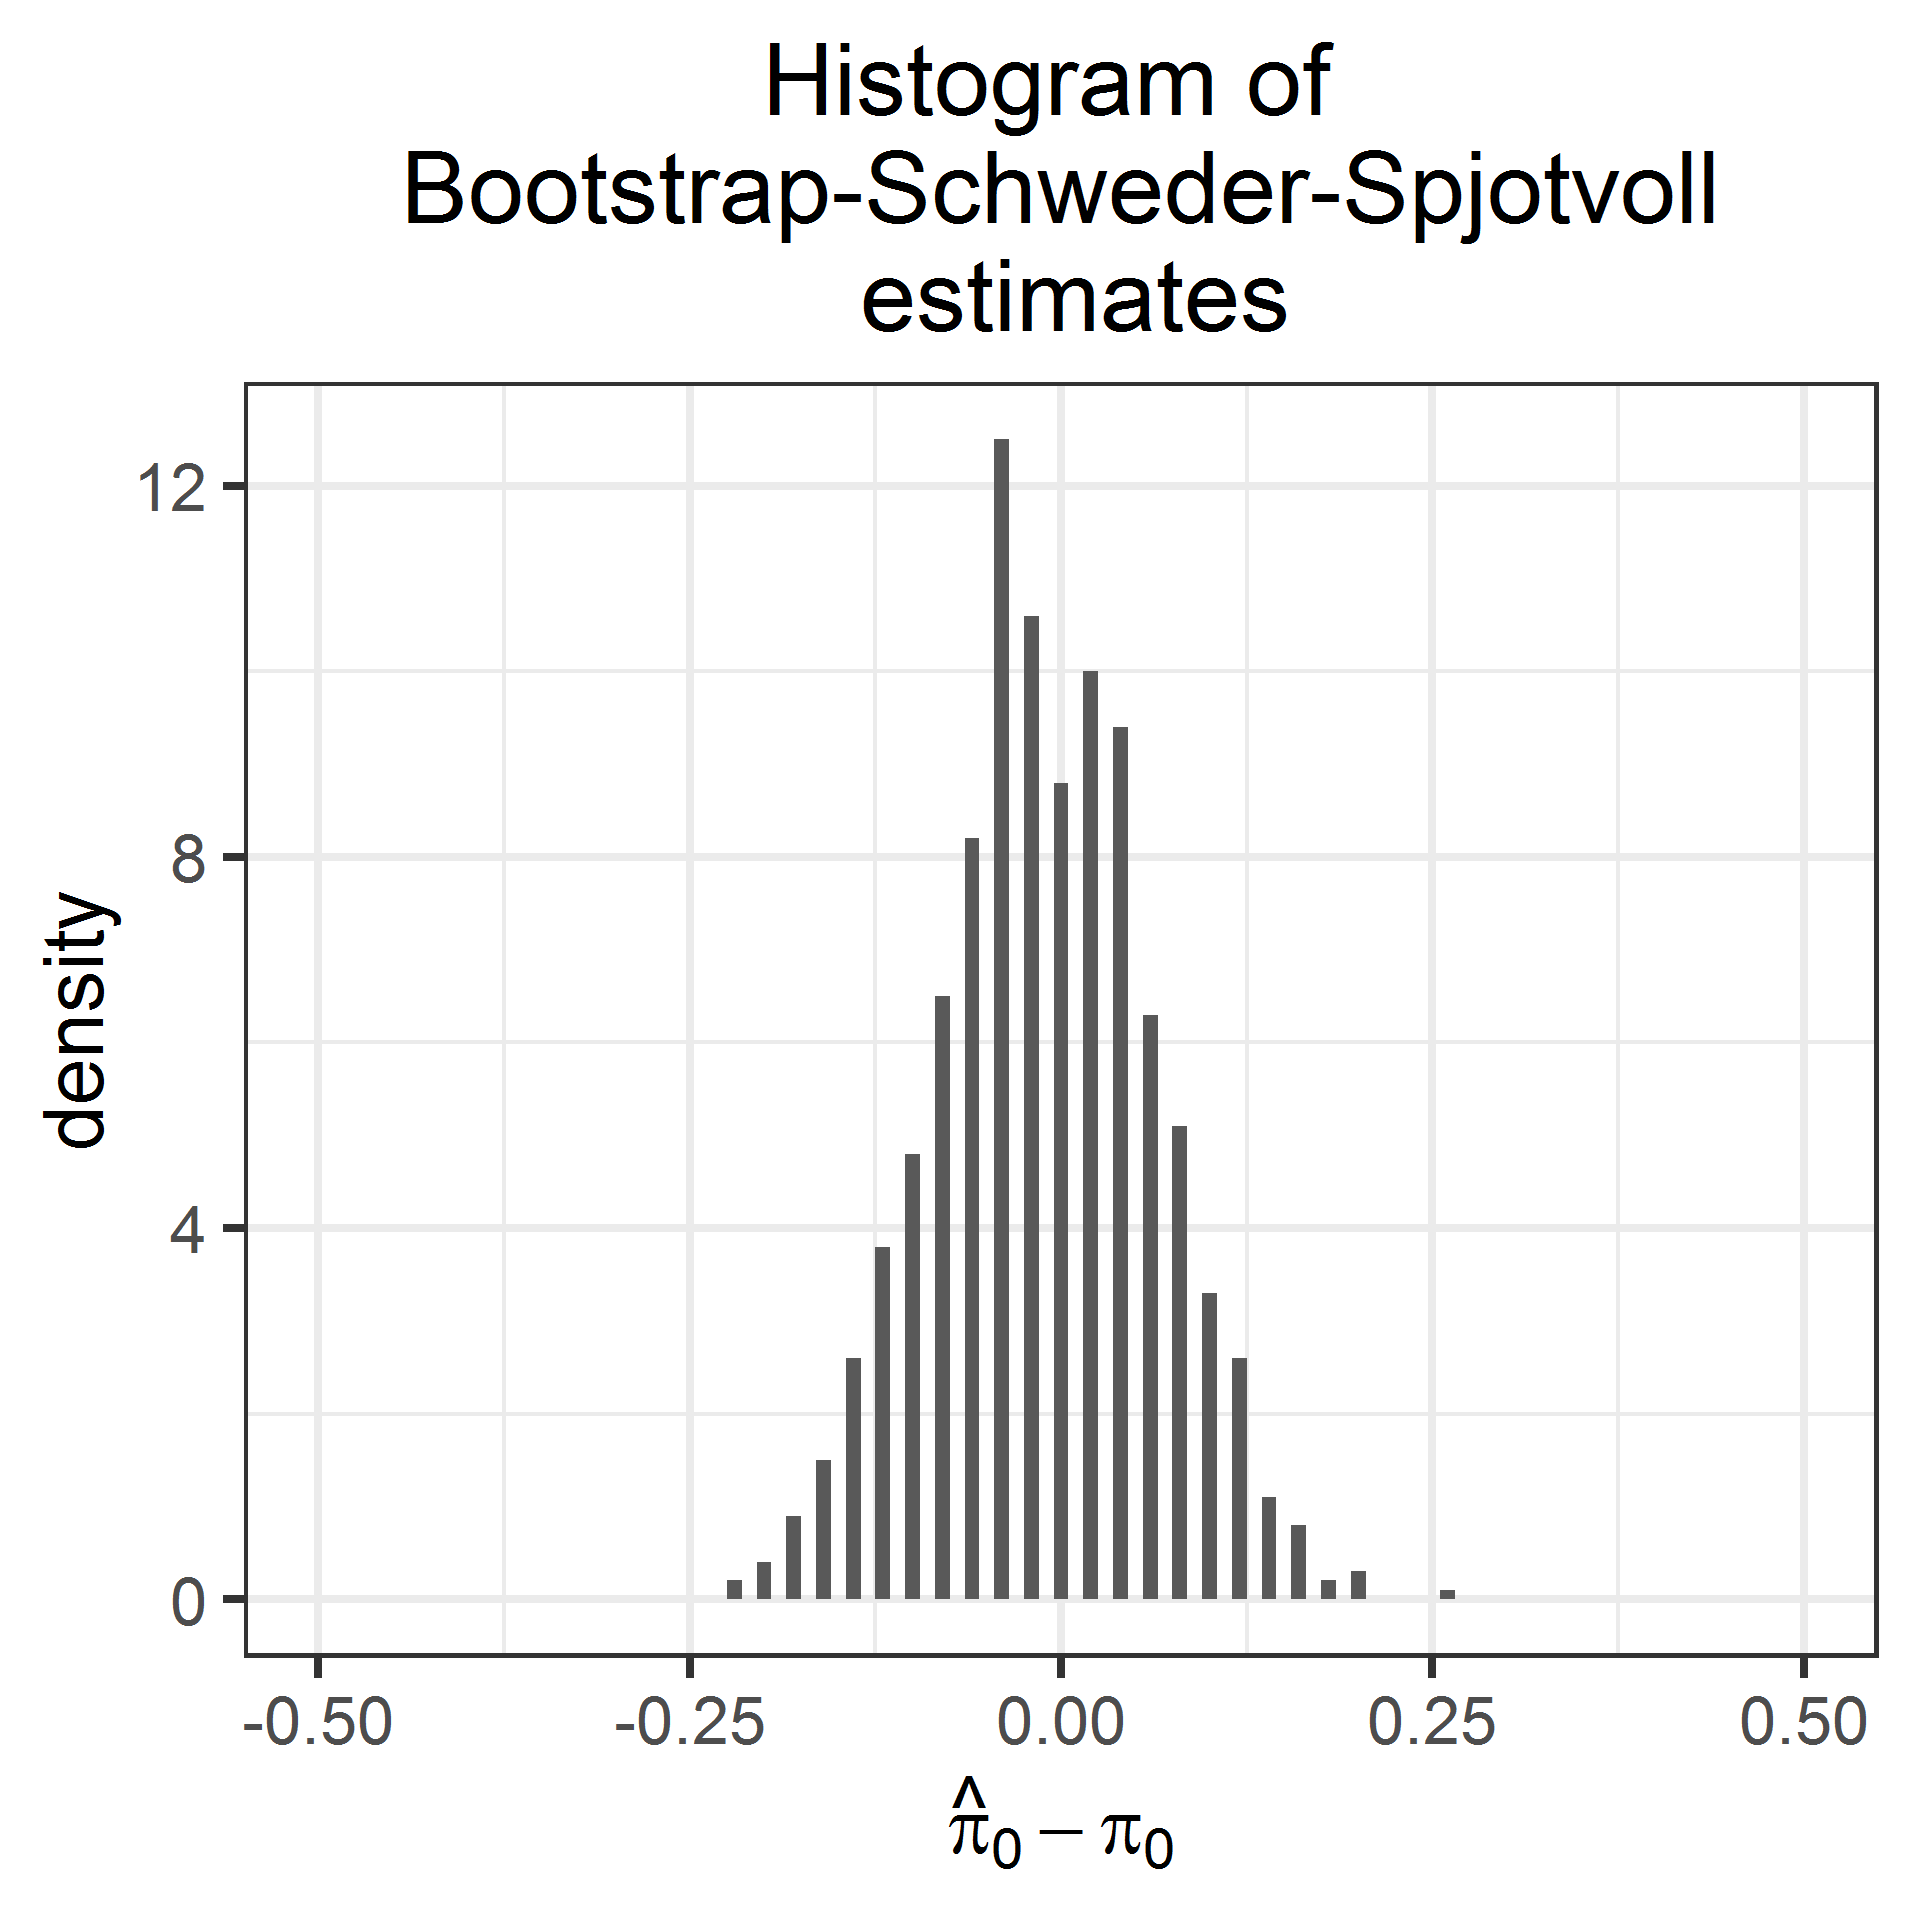 Histogram of
Bootstrap-Schweder-Spjotvoll
estimates
12
8
4
0
density
-0.50 -0.25 0.00 0.25 0.50
π̂₀ − π₀